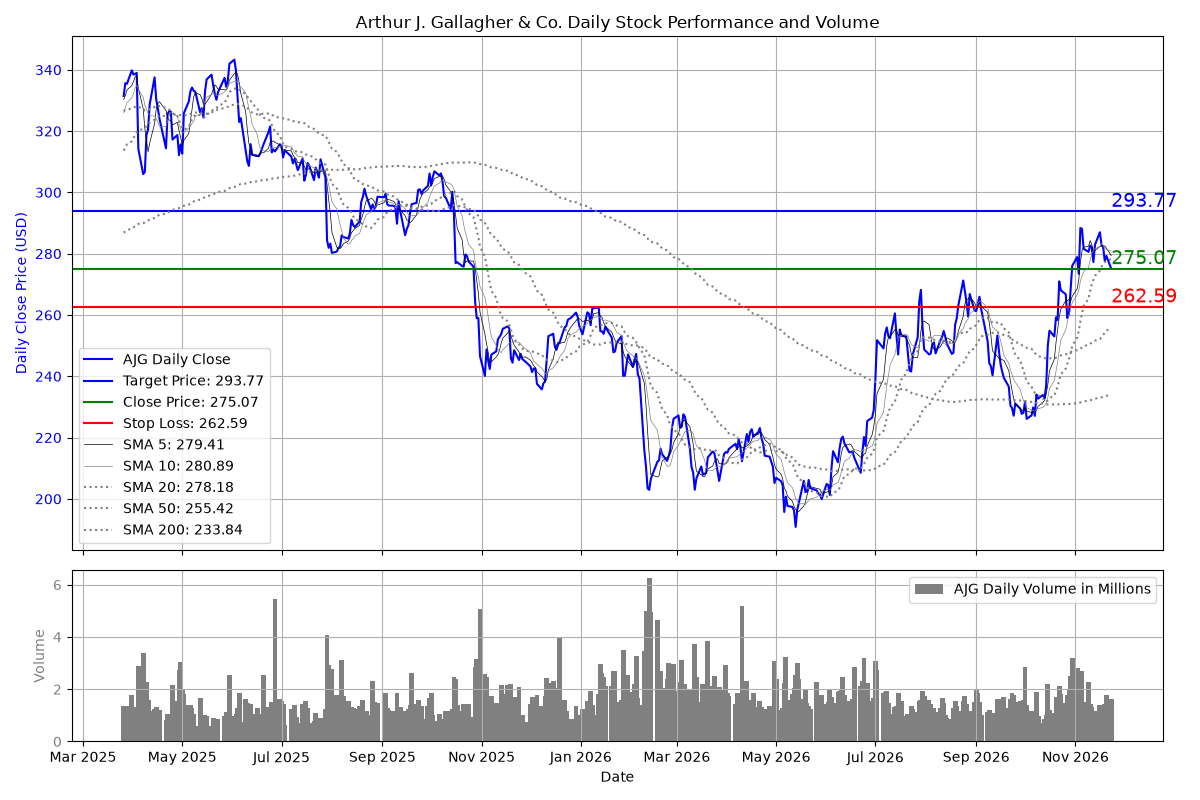 Arthur J. Gallagher & Co. Daily Stock Performance and Volume
Daily Close Price (USD)
340
320
300
280
260
240
220
200
293.77
275.07
262.59
AJG Daily Close
Target Price: 293.77
Close Price: 275.07
Stop Loss: 262.59
SMA 5: 279.41
SMA 10: 280.89
SMA 20: 278.18
SMA 50: 255.42
SMA 200: 233.84
Volume
6
4
2
0
AJG Daily Volume in Millions
Mar 2025 May 2025 Jul 2025 Sep 2025 Nov 2025 Jan 2026 Mar 2026 May 2026 Jul 2026 Sep 2026 Nov 2026
Date